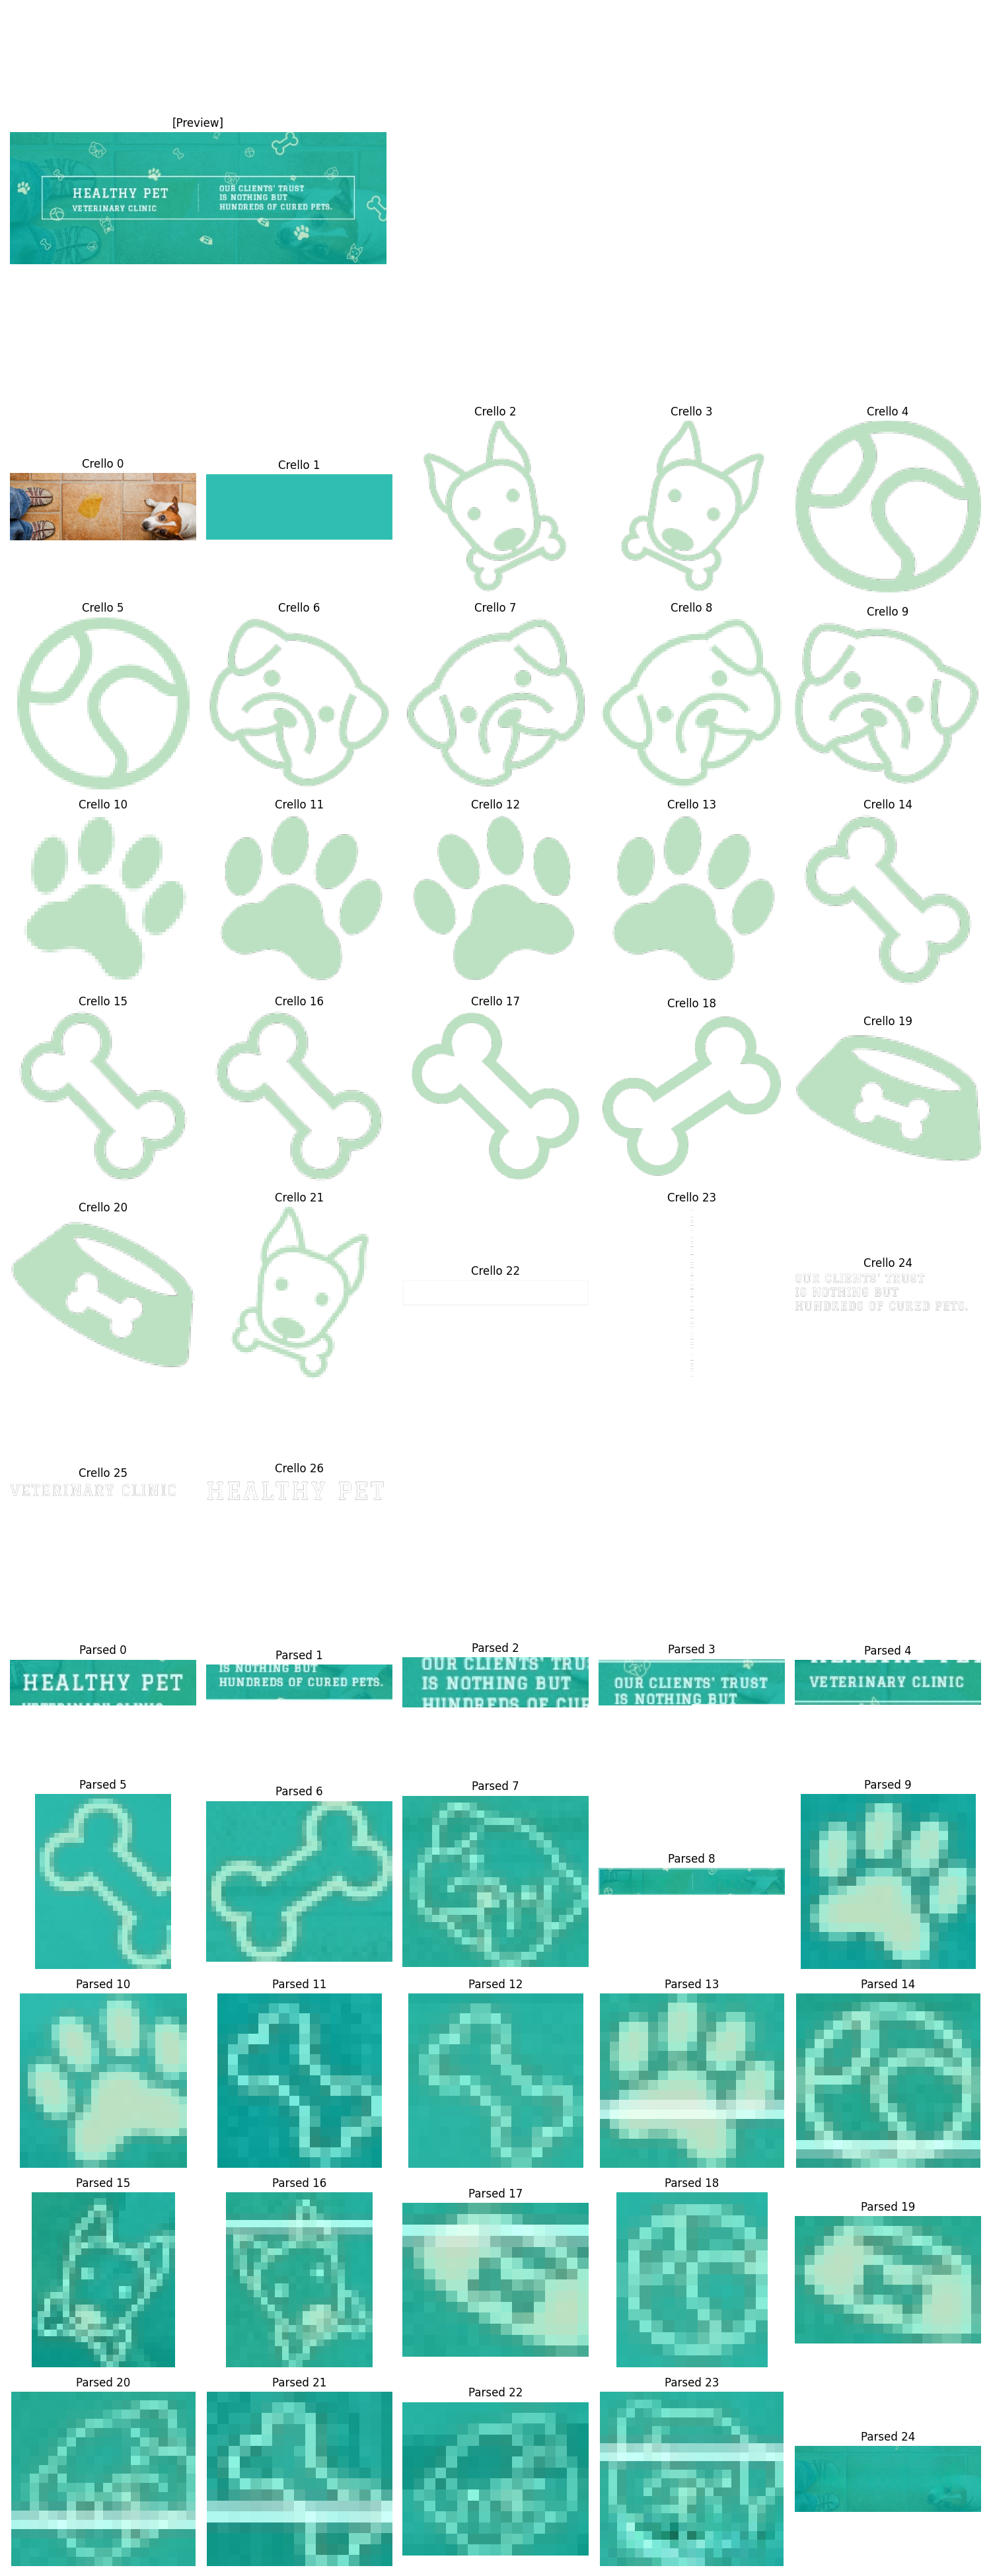 [Preview]
HEALTHY PET
VETERINARY CLINIC
OUR CLIENTS' TRUST
IS NOTHING BUT
HUNDREDS OF CURED PETS.
Crello 0
Crello 1
Crello 2
Crello 3
Crello 4
Crello 5
Crello 6
Crello 7
Crello 8
Crello 9
Crello 10
Crello 11
Crello 12
Crello 13
Crello 14
Crello 15
Crello 16
Crello 17
Crello 18
Crello 19
Crello 20
Crello 21
Crello 22
Crello 23
Crello 24
OUR CLIENTS' TRUST
IS NOTHING BUT
HUNDREDS OF CURED PETS.
Crello 25
VETERINARY CLINIC
Crello 26
HEALTHY PET
Parsed 0
HEALTHY PET
Parsed 1
IS NOTHING BUT
HUNDREDS OF CURED PETS.
Parsed 2
OUR CLIENTS' TRU
IS NOTHING BUT
HUNDREDS OF CUR
Parsed 3
OUR CLIENTS' TRUST
IS NOTHING BUT
Parsed 4
VETERINARY CLINIC
Parsed 5
Parsed 6
Parsed 7
Parsed 8
Parsed 9
Parsed 10
Parsed 11
Parsed 12
Parsed 13
Parsed 14
Parsed 15
Parsed 16
Parsed 17
Parsed 18
Parsed 19
Parsed 20
Parsed 21
Parsed 22
Parsed 23
Parsed 24